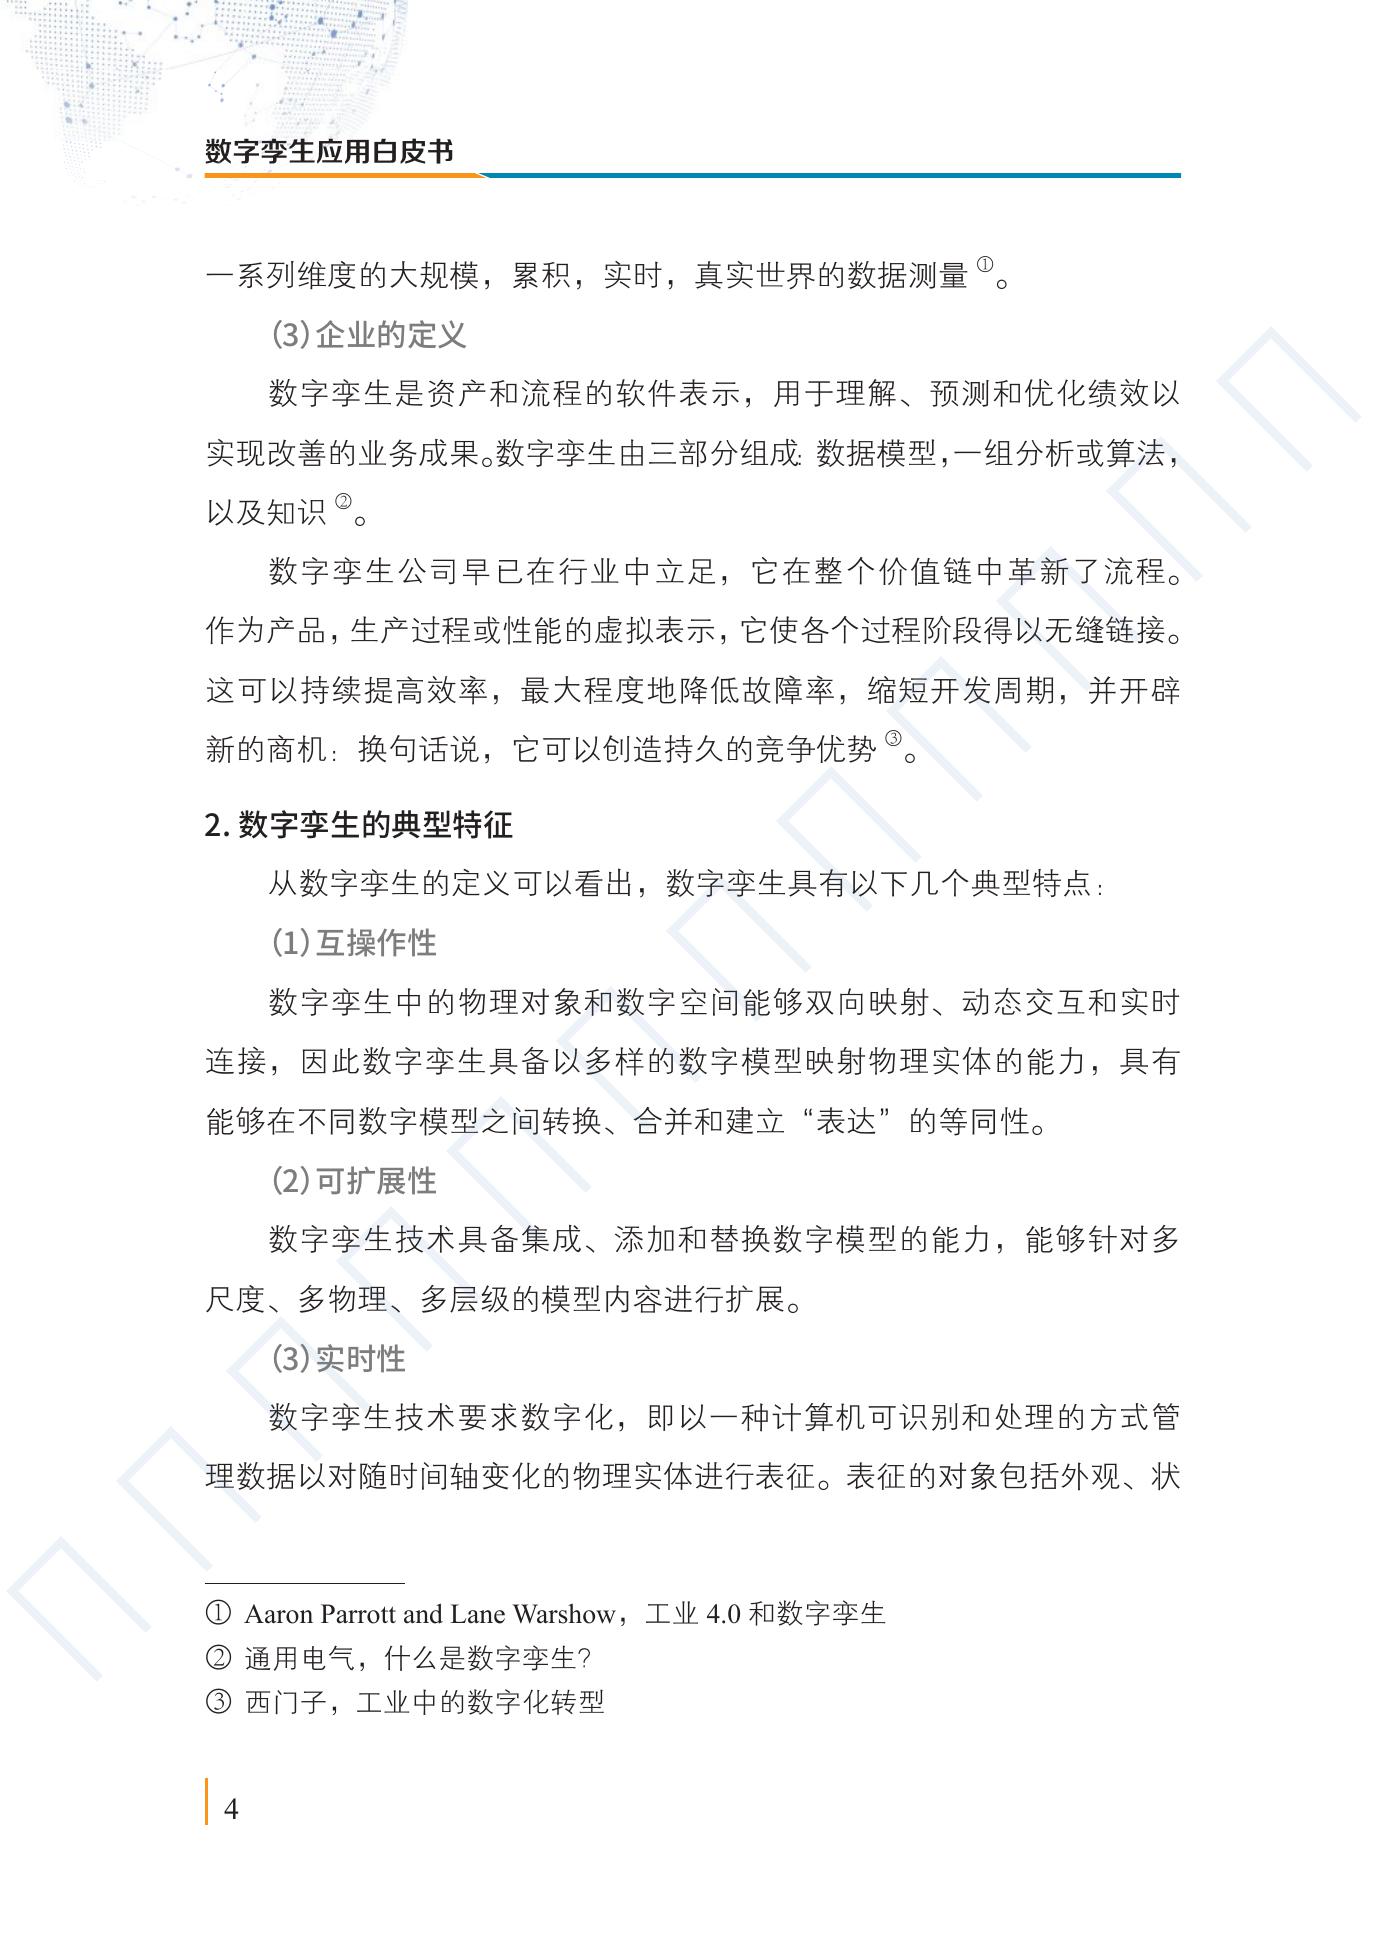 数字孪生应用白皮书
一系列维度的大规模，累积，实时，真实世界的数据测量①。
（3）企业的定义
数字孪生是资产和流程的软件表示，用于理解、预测和优化绩效以
实现改善的业务成果。数字孪生由三部分组成：数据模型，一组分析或算法，
以及知识②。
数字孪生公司早已在行业中立足，它在整个价值链中革新了流程。
作为产品，生产过程或性能的虚拟表示，它使各个过程阶段得以无缝链接。
这可以持续提高效率，最大程度地降低故障率，缩短开发周期，并开辟
新的商机：换句话说，它可以创造持久的竞争优势③。
2. 数字孪生的典型特征
从数字孪生的定义可以看出，数字孪生具有以下几个典型特点：
（1）互操作性
数字孪生中的物理对象和数字空间能够双向映射、动态交互和实时
连接，因此数字孪生具备以多样的数字模型映射物理实体的能力，具有
能够在不同数字模型之间转换、合并和建立“表达”的等同性。
（2）可扩展性
数字孪生技术具备集成、添加和替换数字模型的能力，能够针对多
尺度、多物理、多层级的模型内容进行扩展。
（3）实时性
数字孪生技术要求数字化，即以一种计算机可识别和处理的方式管
理数据以对随时间轴变化的物理实体进行表征。表征的对象包括外观、状
① Aaron Parrott and Lane Warshow，工业 4.0 和数字孪生
② 通用电气，什么是数字孪生？
③ 西门子，工业中的数字化转型
4